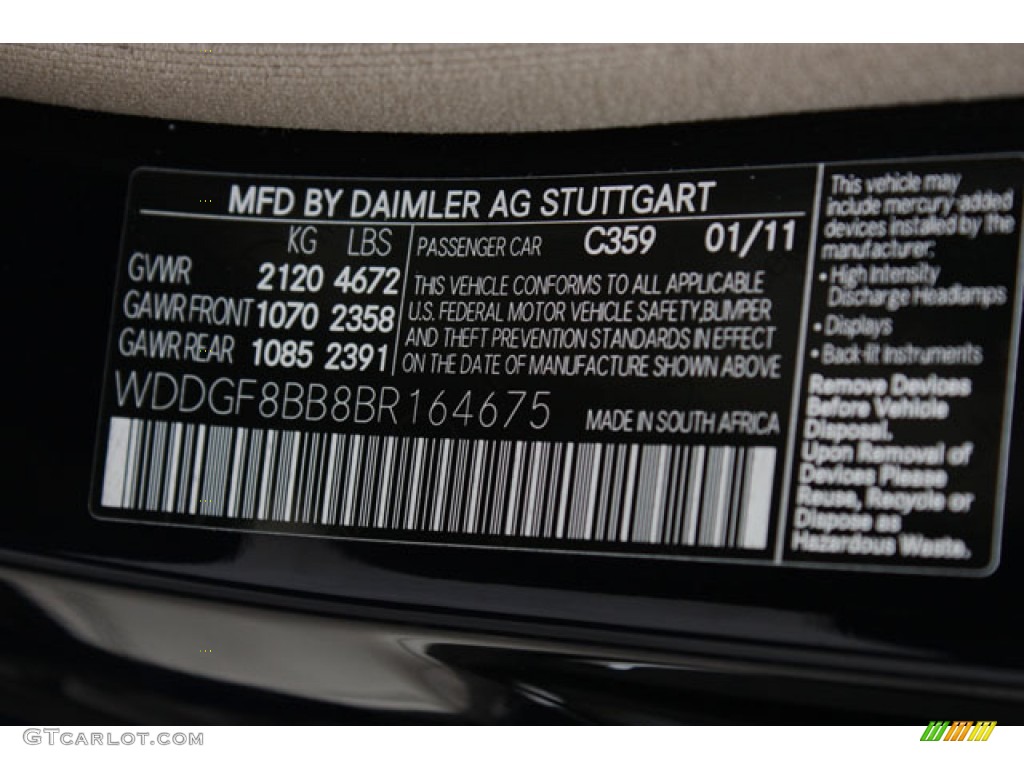 MFD BY DAIMLER AG STUTTGART
KG LBS
GVWR 2120 4672
GAWR FRONT 1070 2358
GAWR REAR 1085 2391
PASSENGER CAR C359 01/11
THIS VEHICLE CONFORMS TO ALL APPLICABLE
U.S. FEDERAL MOTOR VEHICLE SAFETY, BUMPER
AND THEFT PREVENTION STANDARDS IN EFFECT
ON THE DATE OF MANUFACTURE SHOWN ABOVE
WDDGF8BB8BR164675
MADE IN SOUTH AFRICA
This vehicle may
include mercury-added
devices installed by the
manufacturer:
• High Intensity
Discharge Headlamps
• Displays
• Back-lit Instruments
Remove Devices
Before Vehicle
Disposal.
Upon Removal of
Devices Please
Reuse, Recycle or
Dispose as
Hazardous Waste.
GTCARLOT.COM